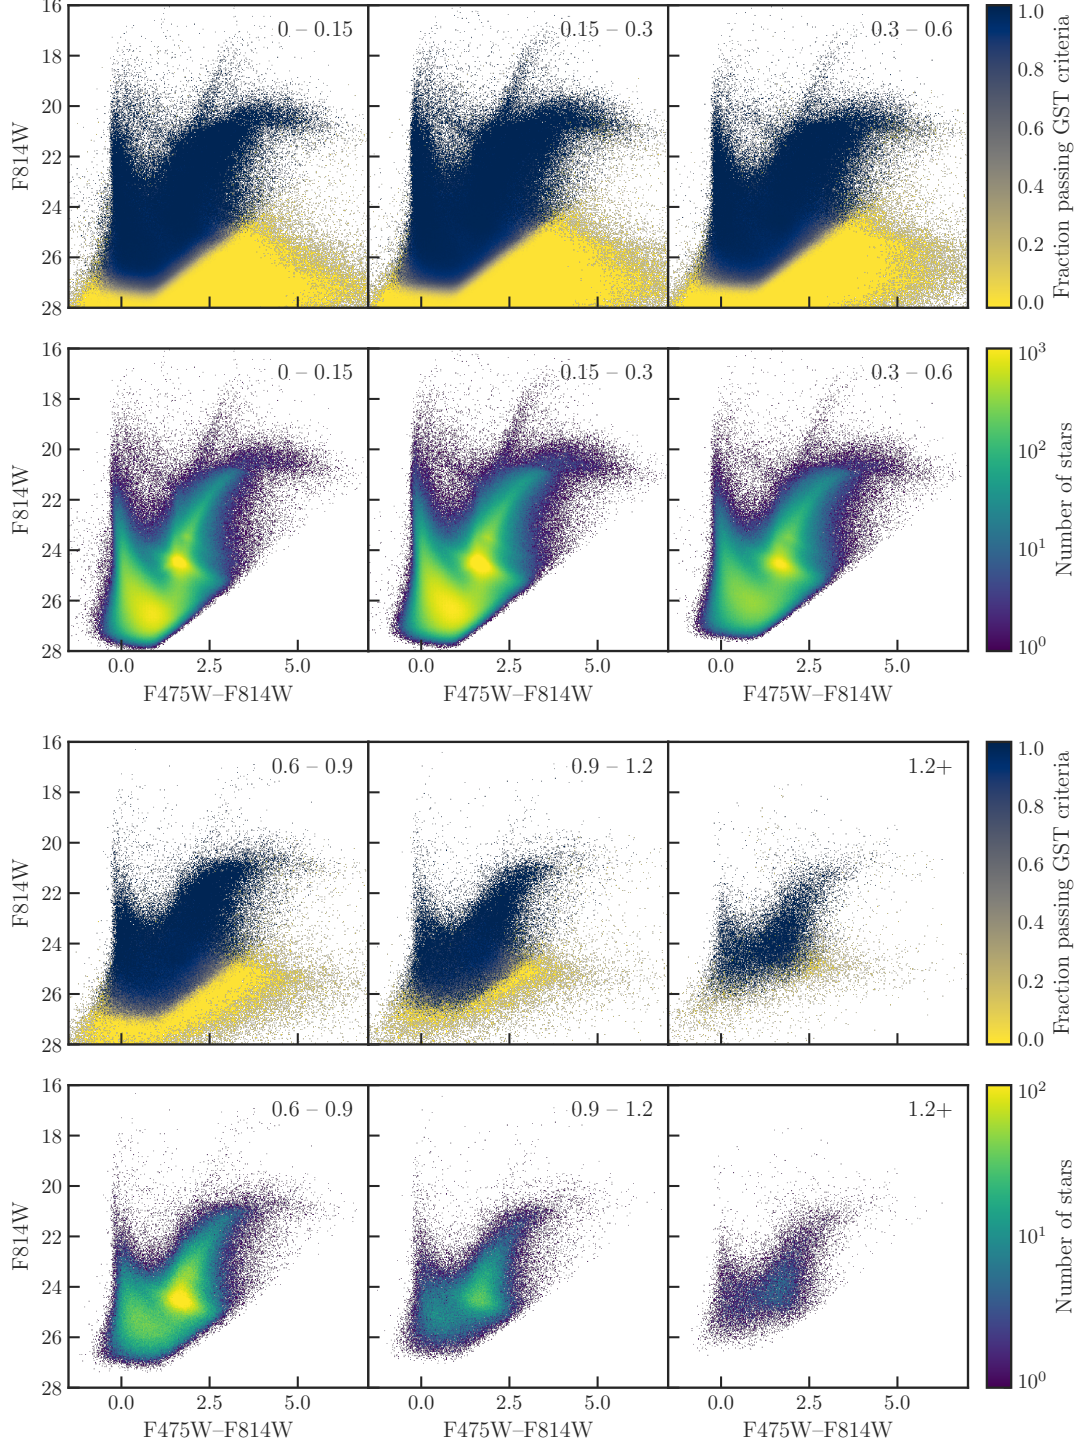 0 – 0.15
0.15 – 0.3
0.3 – 0.6
16
18
20
22
24
26
28
F814W
1.0
0.8
0.6
0.4
0.2
0.0
Fraction passing GST criteria
0 – 0.15
0.15 – 0.3
0.3 – 0.6
16
18
20
22
24
26
28
F814W
0.0 2.5 5.0
0.0 2.5 5.0
0.0 2.5 5.0
F475W–F814W
F475W–F814W
F475W–F814W
10³
10²
10¹
10⁰
Number of stars
0.6 – 0.9
0.9 – 1.2
1.2+
16
18
20
22
24
26
28
F814W
1.0
0.8
0.6
0.4
0.2
0.0
Fraction passing GST criteria
0.6 – 0.9
0.9 – 1.2
1.2+
16
18
20
22
24
26
28
F814W
0.0 2.5 5.0
0.0 2.5 5.0
0.0 2.5 5.0
F475W–F814W
F475W–F814W
F475W–F814W
10²
10¹
10⁰
Number of stars